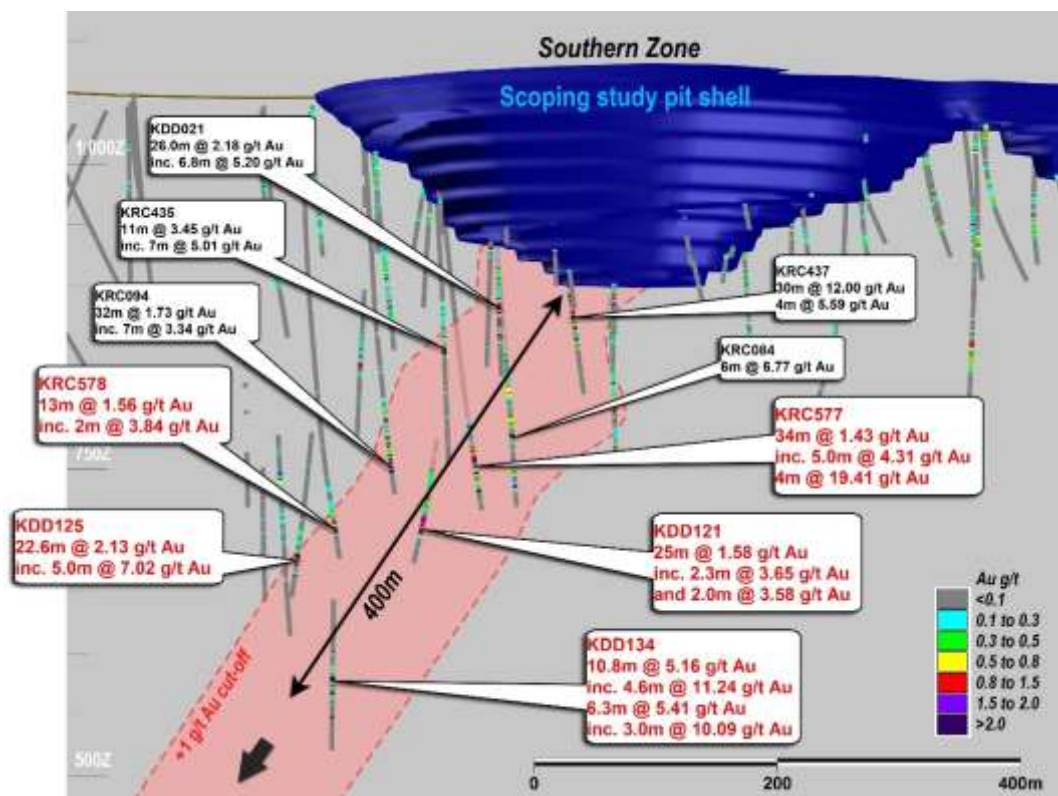 Southern Zone
Scoping study pit shell
KDD021
26.0m @ 2.18 g/t Au
inc. 6.8m @ 5.20 g/t Au
1000Z
KRC435
11m @ 3.45 g/t Au
inc. 7m @ 5.01 g/t Au
KRC437
30m @ 12.00 g/t Au
4m @ 5.59 g/t Au
KRC094
32m @ 1.73 g/t Au
inc. 7m @ 3.34 g/t Au
KRC084
6m @ 6.77 g/t Au
KRC578
13m @ 1.56 g/t Au
inc. 2m @ 3.84 g/t Au
KRC577
34m @ 1.43 g/t Au
inc. 5.0m @ 4.31 g/t Au
4m @ 19.41 g/t Au
750Z
KDD125
22.6m @ 2.13 g/t Au
inc. 5.0m @ 7.02 g/t Au
KDD121
25m @ 1.58 g/t Au
inc. 2.3m @ 3.65 g/t Au
and 2.0m @ 3.58 g/t Au
400m
KDD134
10.8m @ 5.16 g/t Au
inc. 4.6m @ 11.24 g/t Au
6.3m @ 5.41 g/t Au
inc. 3.0m @ 10.09 g/t Au
+1 g/t Au cut-off
500Z
Au g/t
<0.1
0.1 to 0.3
0.3 to 0.5
0.5 to 0.8
0.8 to 1.5
1.5 to 2.0
>2.0
0 200 400m